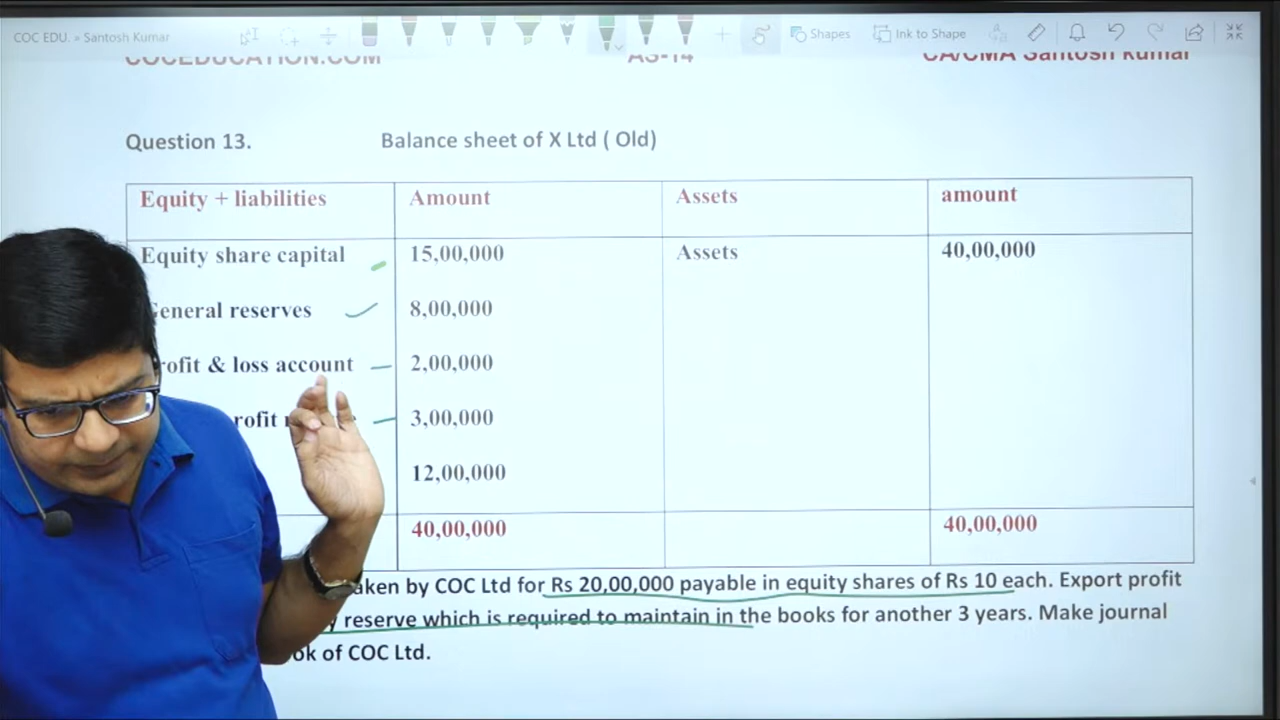 COC EDU. » Santosh Kumar
Shapes
Ink to Shape
COCEDUCATION.COM AS-14 CA/CMA Santosh Kumar
Question 13. Balance sheet of X Ltd ( Old)
Equity + liabilities Amount Assets amount
Equity share capital 15,00,000 Assets 40,00,000
General reserves 8,00,000
rofit & loss account 2,00,000
rofit 3,00,000
12,00,000
40,00,000 40,00,000
aken by COC Ltd for Rs 20,00,000 payable in equity shares of Rs 10 each. Export profit
y reserve which is required to maintain in the books for another 3 years. Make journal
ok of COC Ltd.